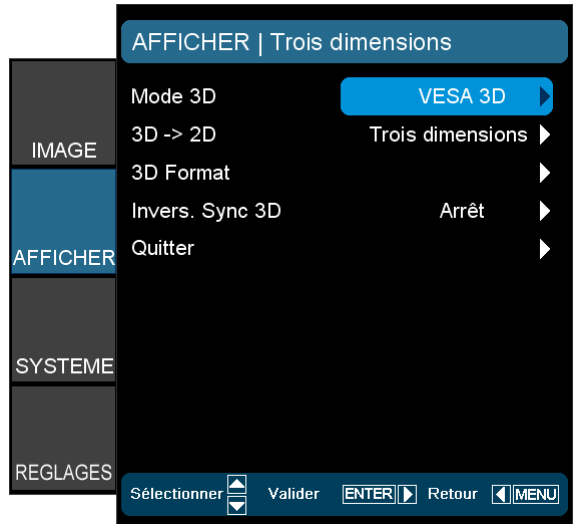 AFFICHER | Trois dimensions
Mode 3D VESA 3D
3D -> 2D Trois dimensions
3D Format
Invers. Sync 3D Arrêt
Quitter
IMAGE
AFFICHER
SYSTEME
REGLAGES
Sélectionner Valider ENTER Retour MENU